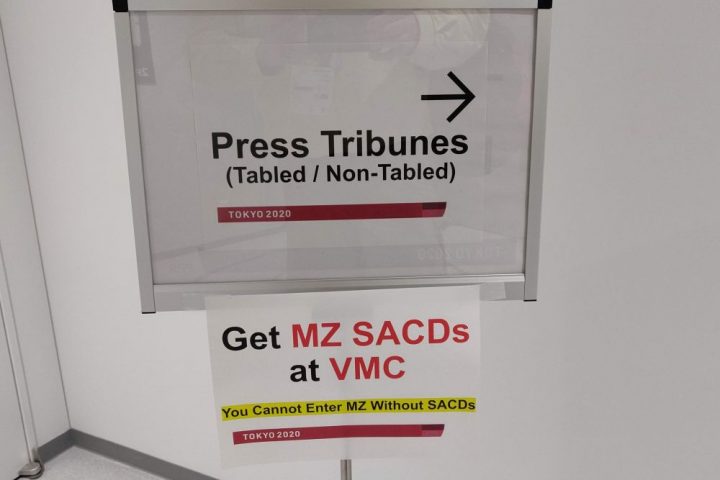 Press Tribunes
(Tabled / Non-Tabled)
TOKYO 2020
Get MZ SACDs
at VMC
You Cannot Enter MZ Without SACDs
TOKYO 2020